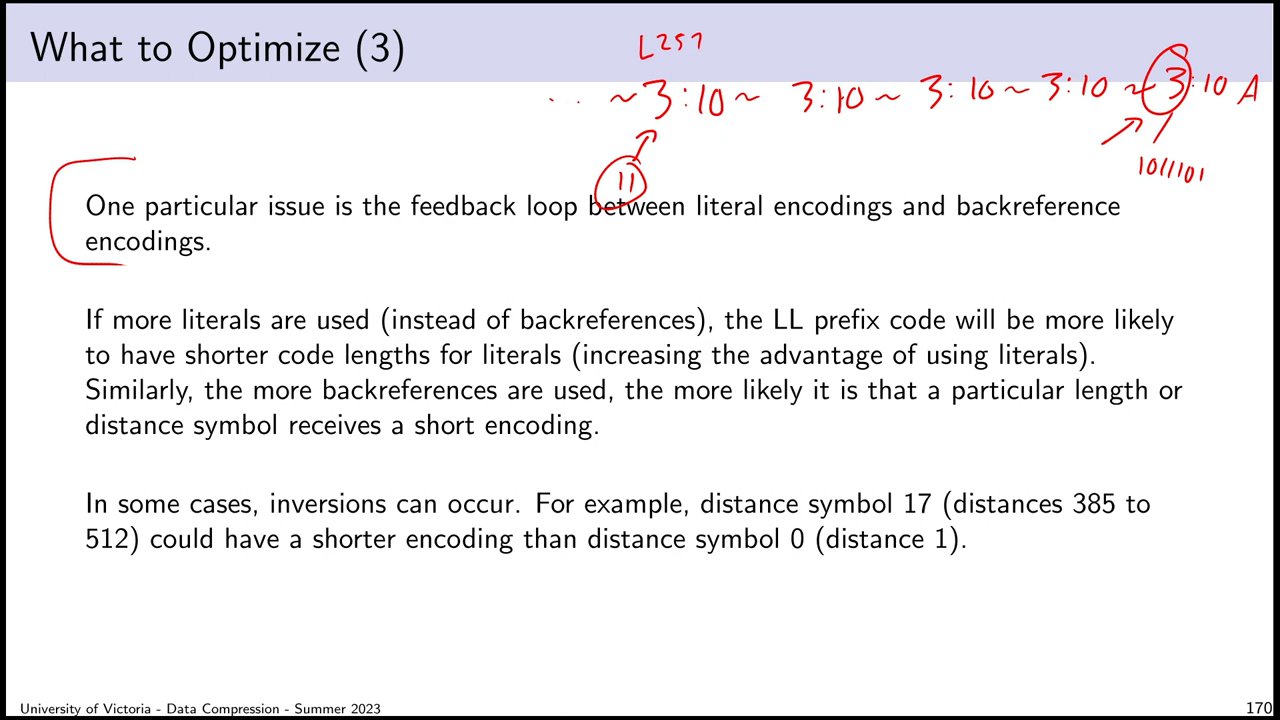 What to Optimize (3)
L257
... ~ 3:10 ~ 3:10 ~ 3:10 ~ 3:10 ~ 3:10 A
11
1011101
One particular issue is the feedback loop between literal encodings and backreference
encodings.
If more literals are used (instead of backreferences), the LL prefix code will be more likely
to have shorter code lengths for literals (increasing the advantage of using literals).
Similarly, the more backreferences are used, the more likely it is that a particular length or
distance symbol receives a short encoding.
In some cases, inversions can occur. For example, distance symbol 17 (distances 385 to
512) could have a shorter encoding than distance symbol 0 (distance 1).
University of Victoria - Data Compression - Summer 2023
170